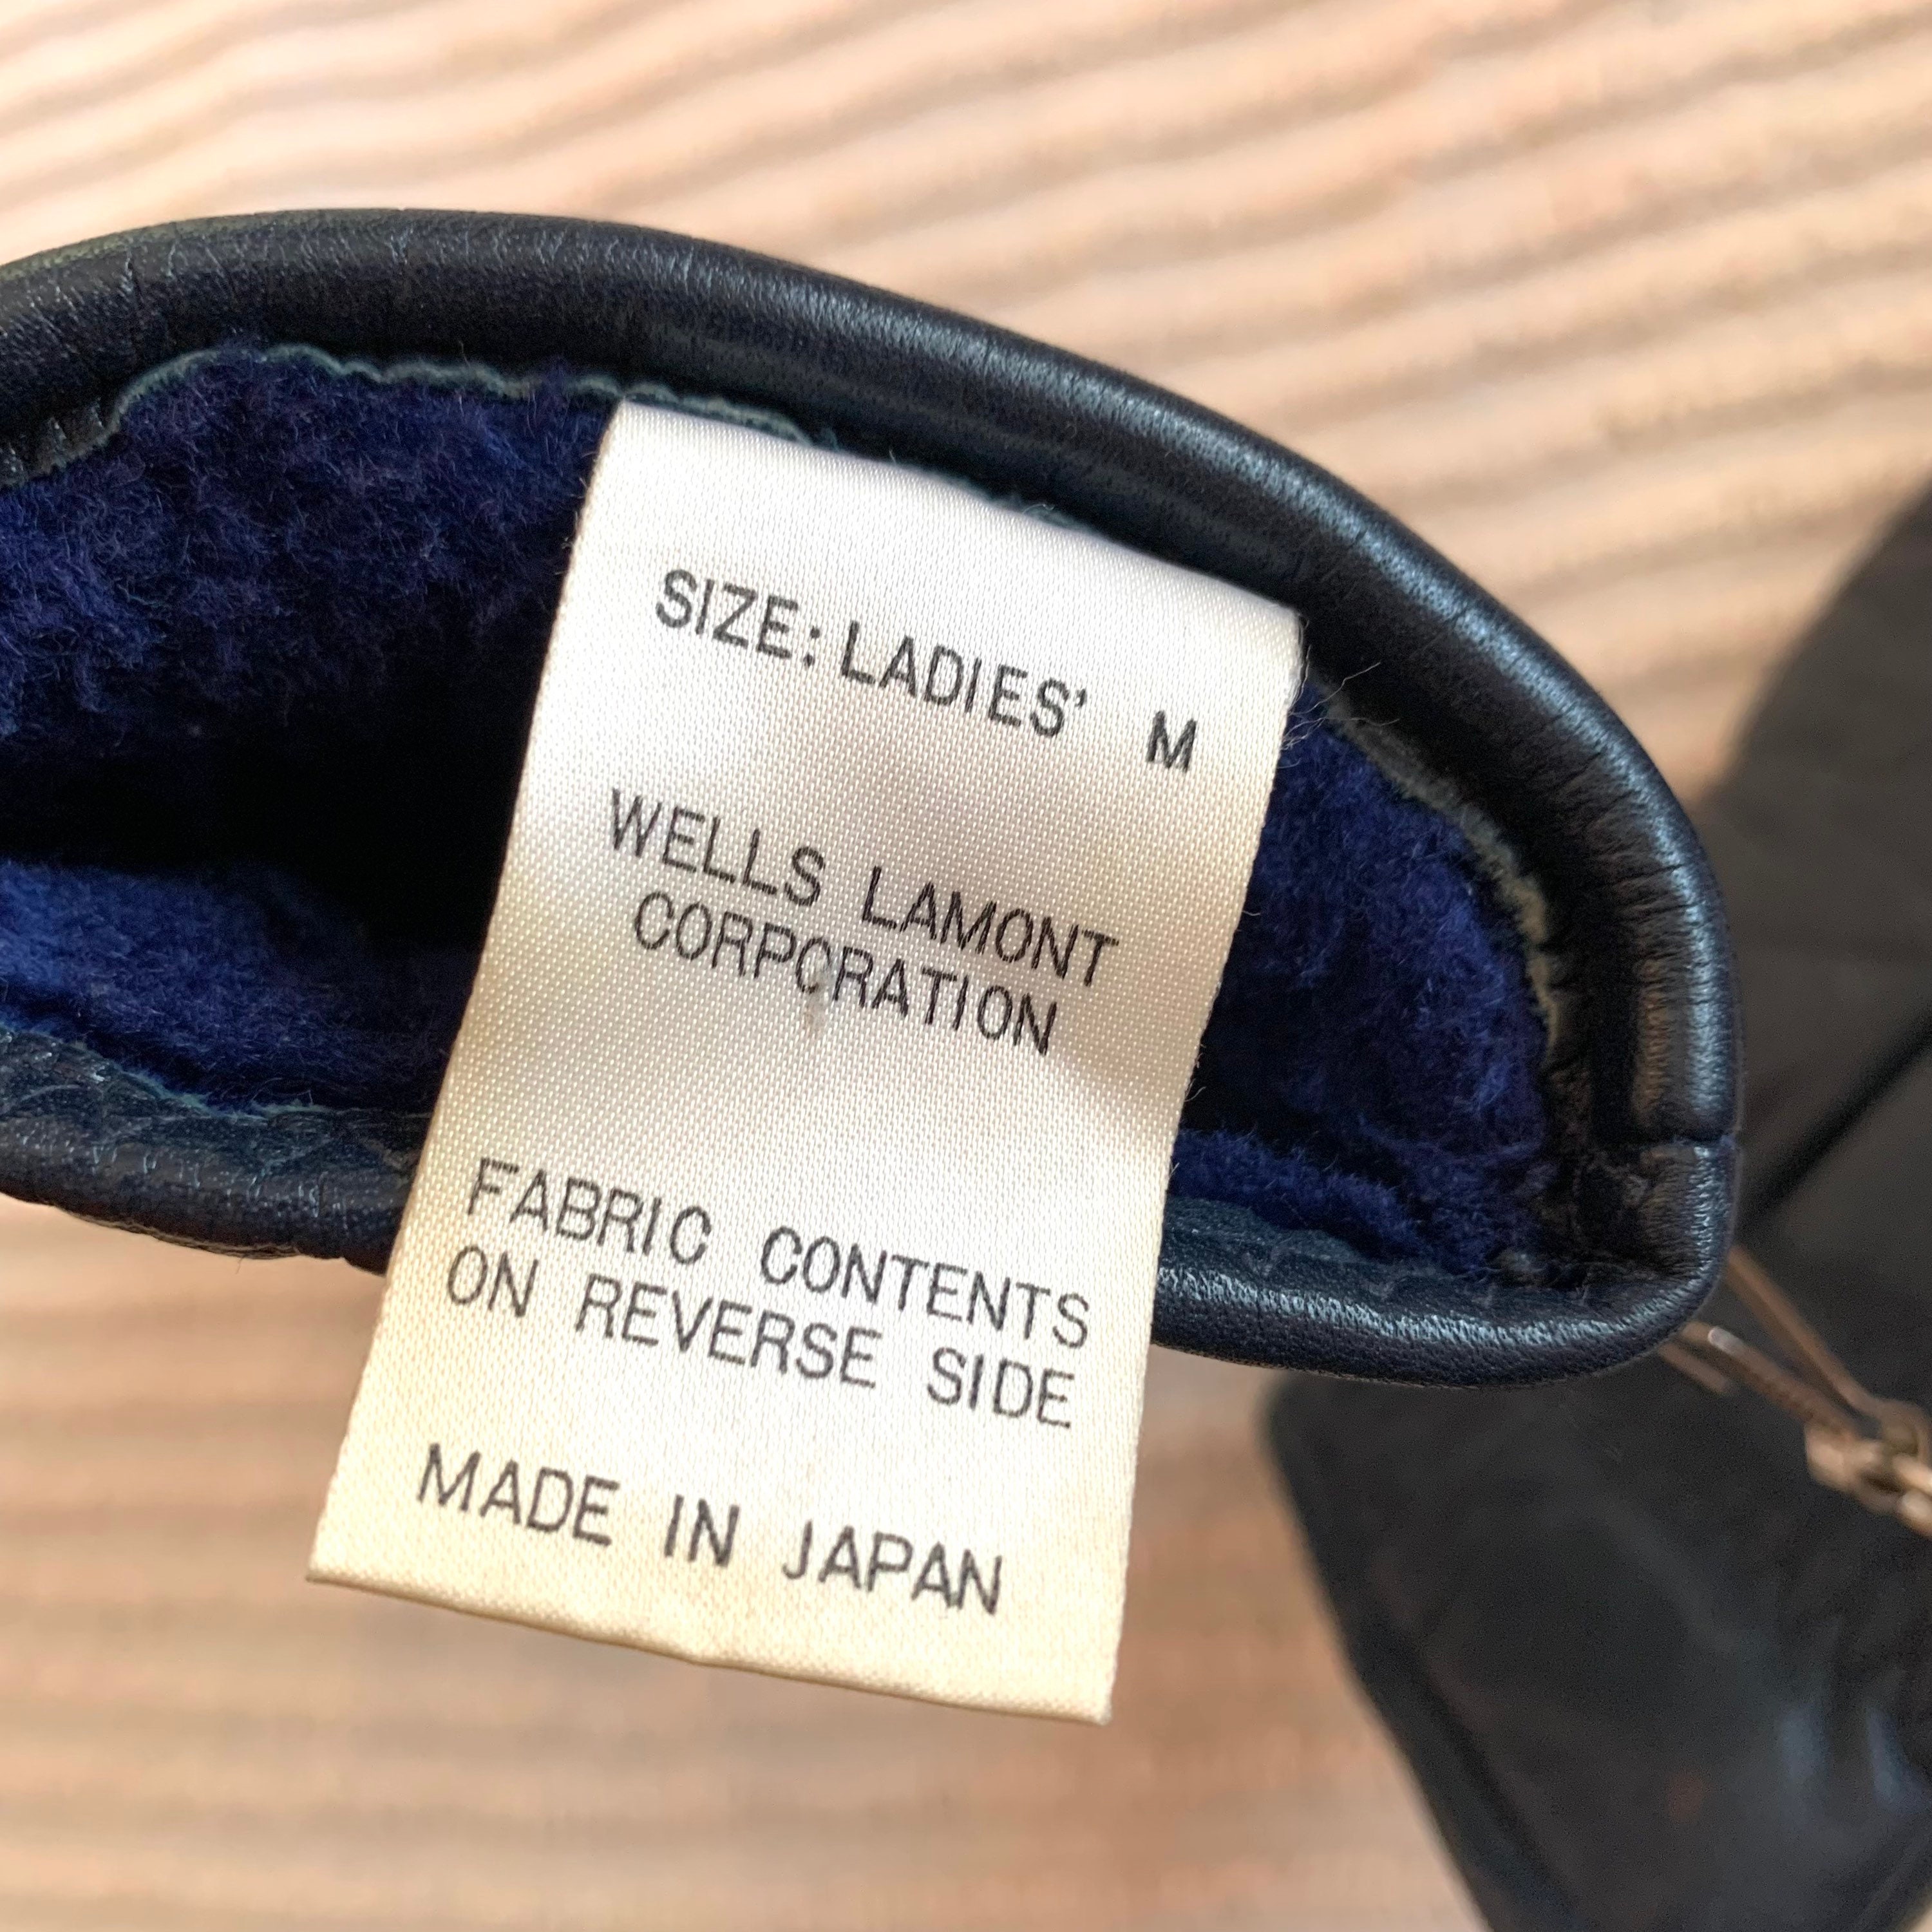 SIZE: LADIES' M
WELLS LAMONT
CORPORATION
FABRIC CONTENTS
ON REVERSE SIDE
MADE IN JAPAN